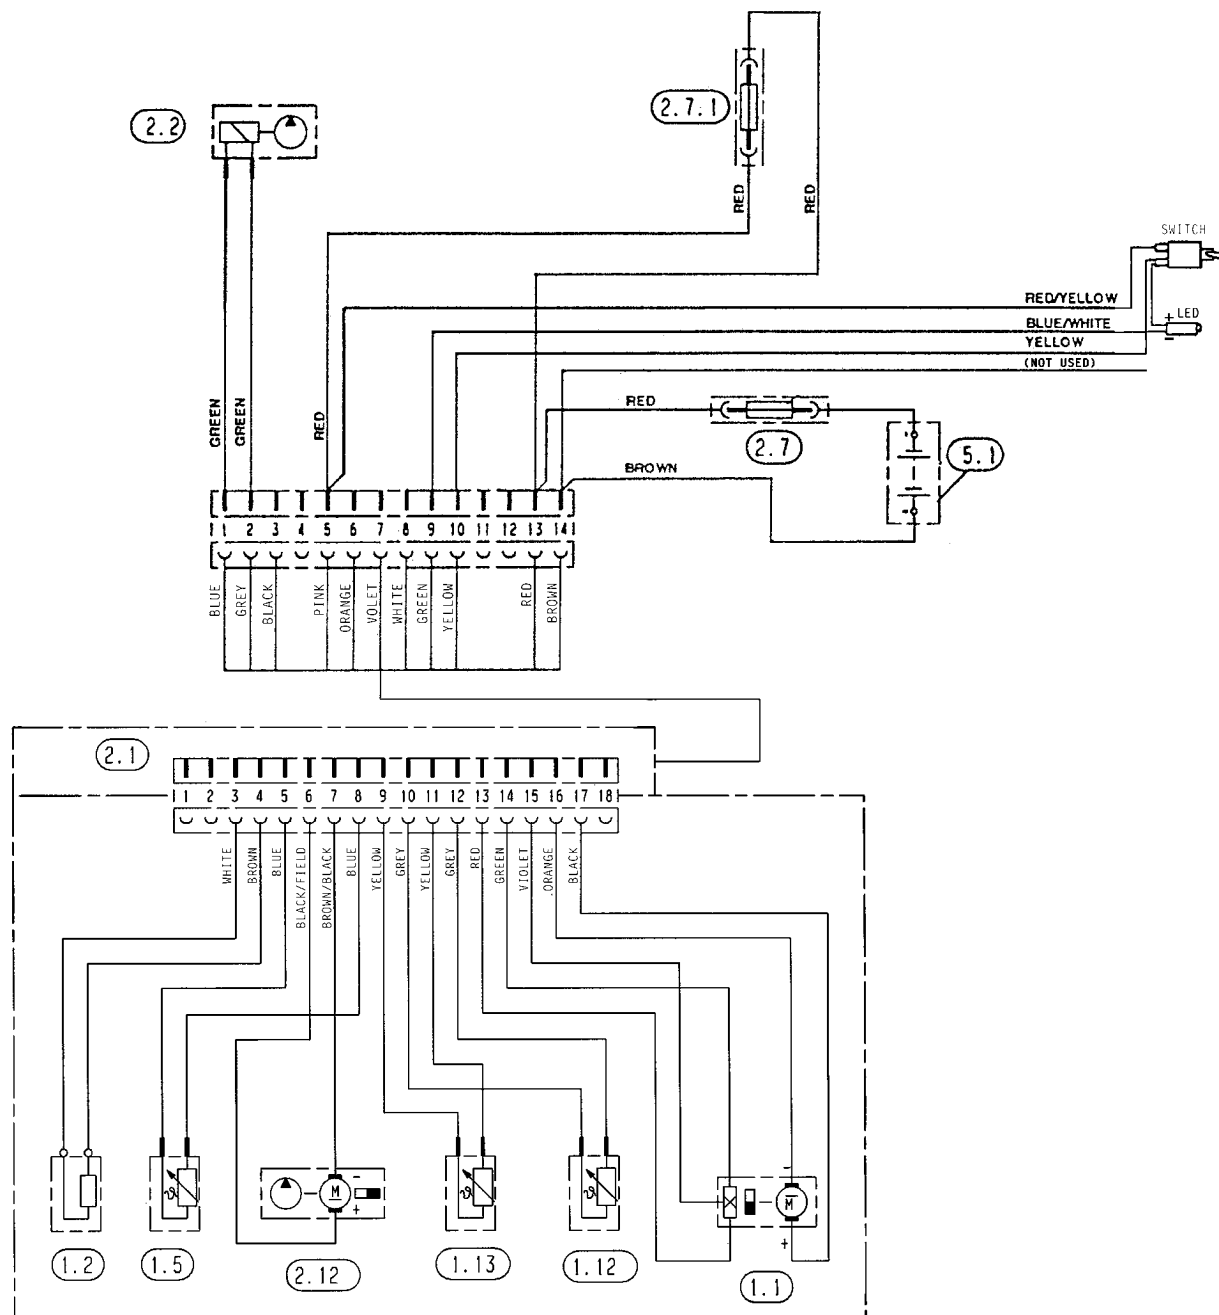 2.7.1
2.2
RED
RED
SWITCH
RED/YELLOW
+ LED
BLUE/WHITE
-
YELLOW
(NOT USED)
GREEN
GREEN
RED
RED
2.7
5.1
BROWN
1 2 3 4 5 6 7 8 9 10 11 12 13 14
BLUE
GREY
BLACK
PINK
ORANGE
VOLET
WHITE
GREEN
YELLOW
RED
BROWN
2.1
1 2 3 4 5 6 7 8 9 10 11 12 13 14 15 16 17 18
WHITE
BROWN
BLUE
BLACK/FIELD
BROWN/BLACK
BLUE
YELLOW
GREY
YELLOW
GREY
RED
GREEN
VIOLET
.ORANGE
BLACK
-
M
+
-
M
+
1.2
1.5
2.12
1.13
1.12
1.1